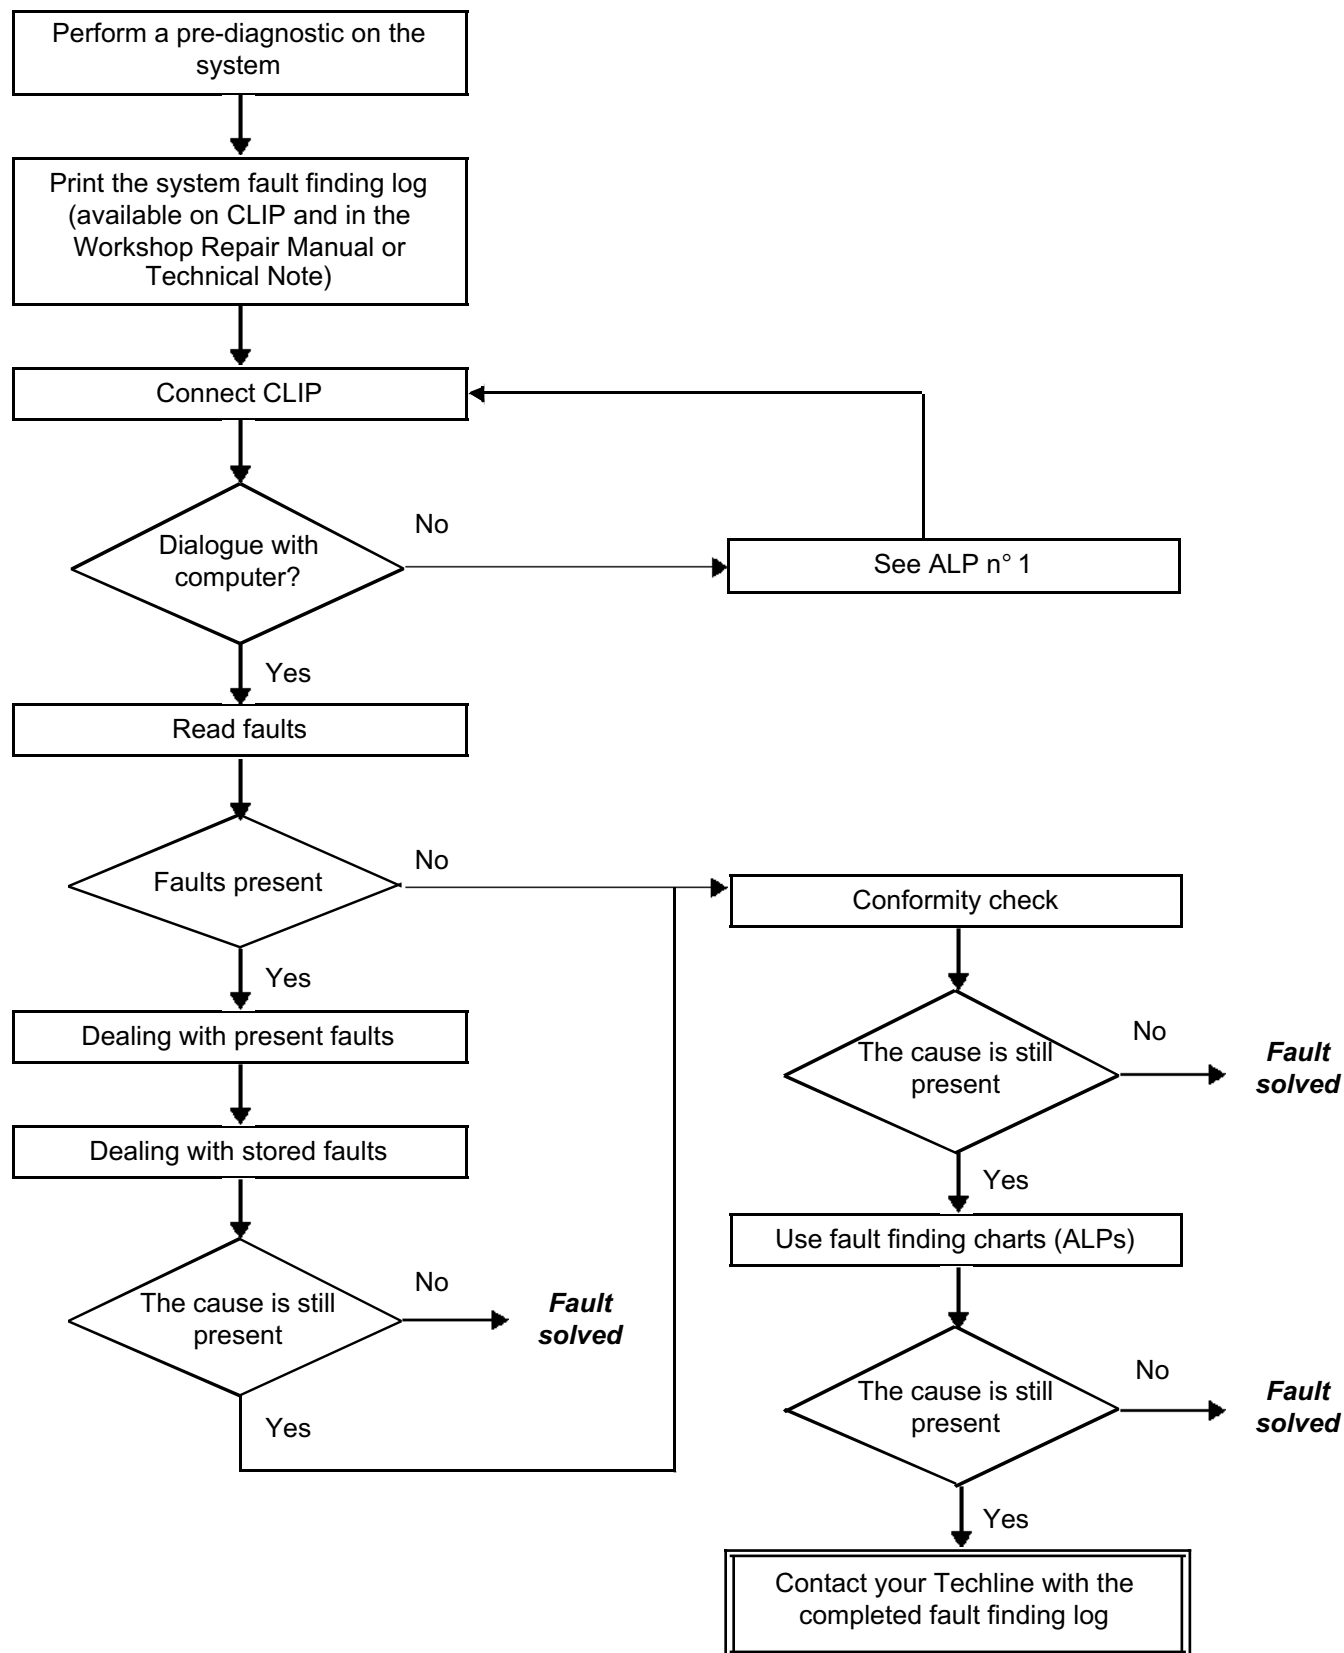 Perform a pre-diagnostic on the
system
Print the system fault finding log
(available on CLIP and in the
Workshop Repair Manual or
Technical Note)
Connect CLIP
Dialogue with
computer?
No
See ALP n° 1
Yes
Read faults
Faults present
No
Conformity check
Yes
Dealing with present faults
Dealing with stored faults
The cause is still
present
No
Fault
solved
Yes
The cause is still
present
No
Fault
solved
Yes
Use fault finding charts (ALPs)
The cause is still
present
No
Fault
solved
Yes
Contact your Techline with the
completed fault finding log